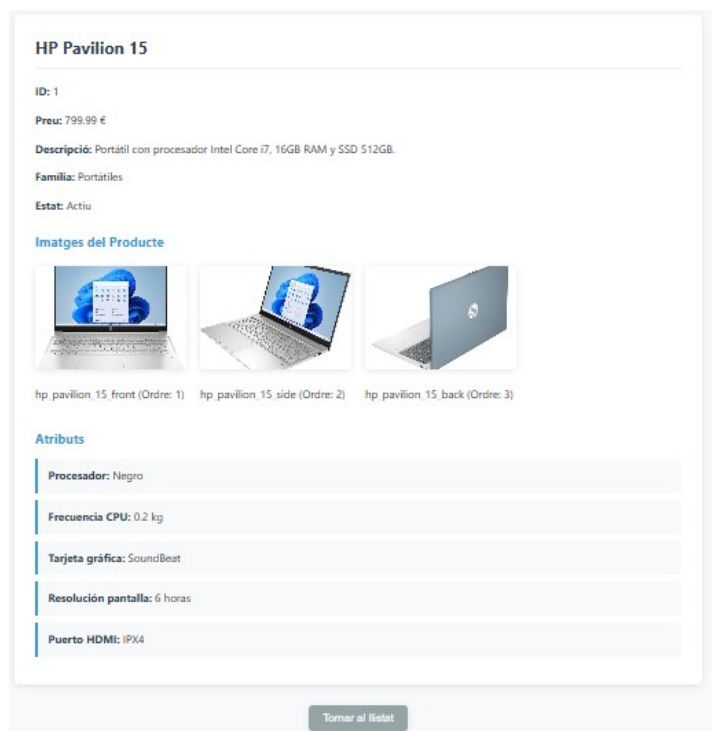 HP Pavilion 15
ID: 1
Preu: 799.99 €
Descripció: Portátil con procesador Intel Core i7, 16GB RAM y SSD 512GB.
Família: Portátiles
Estat: Actiu
Imatges del Producte
hp_pavilion_15_front (Ordre: 1) hp_pavilion_15_side (Ordre: 2) hp_pavilion_15_back (Ordre: 3)
Atributs
Procesador: Negro
Frecuencia CPU: 0.2 kg
Tarjeta gráfica: SoundBeat
Resolución pantalla: 6 horas
Puerto HDMI: IPX4
Tornar al llistat